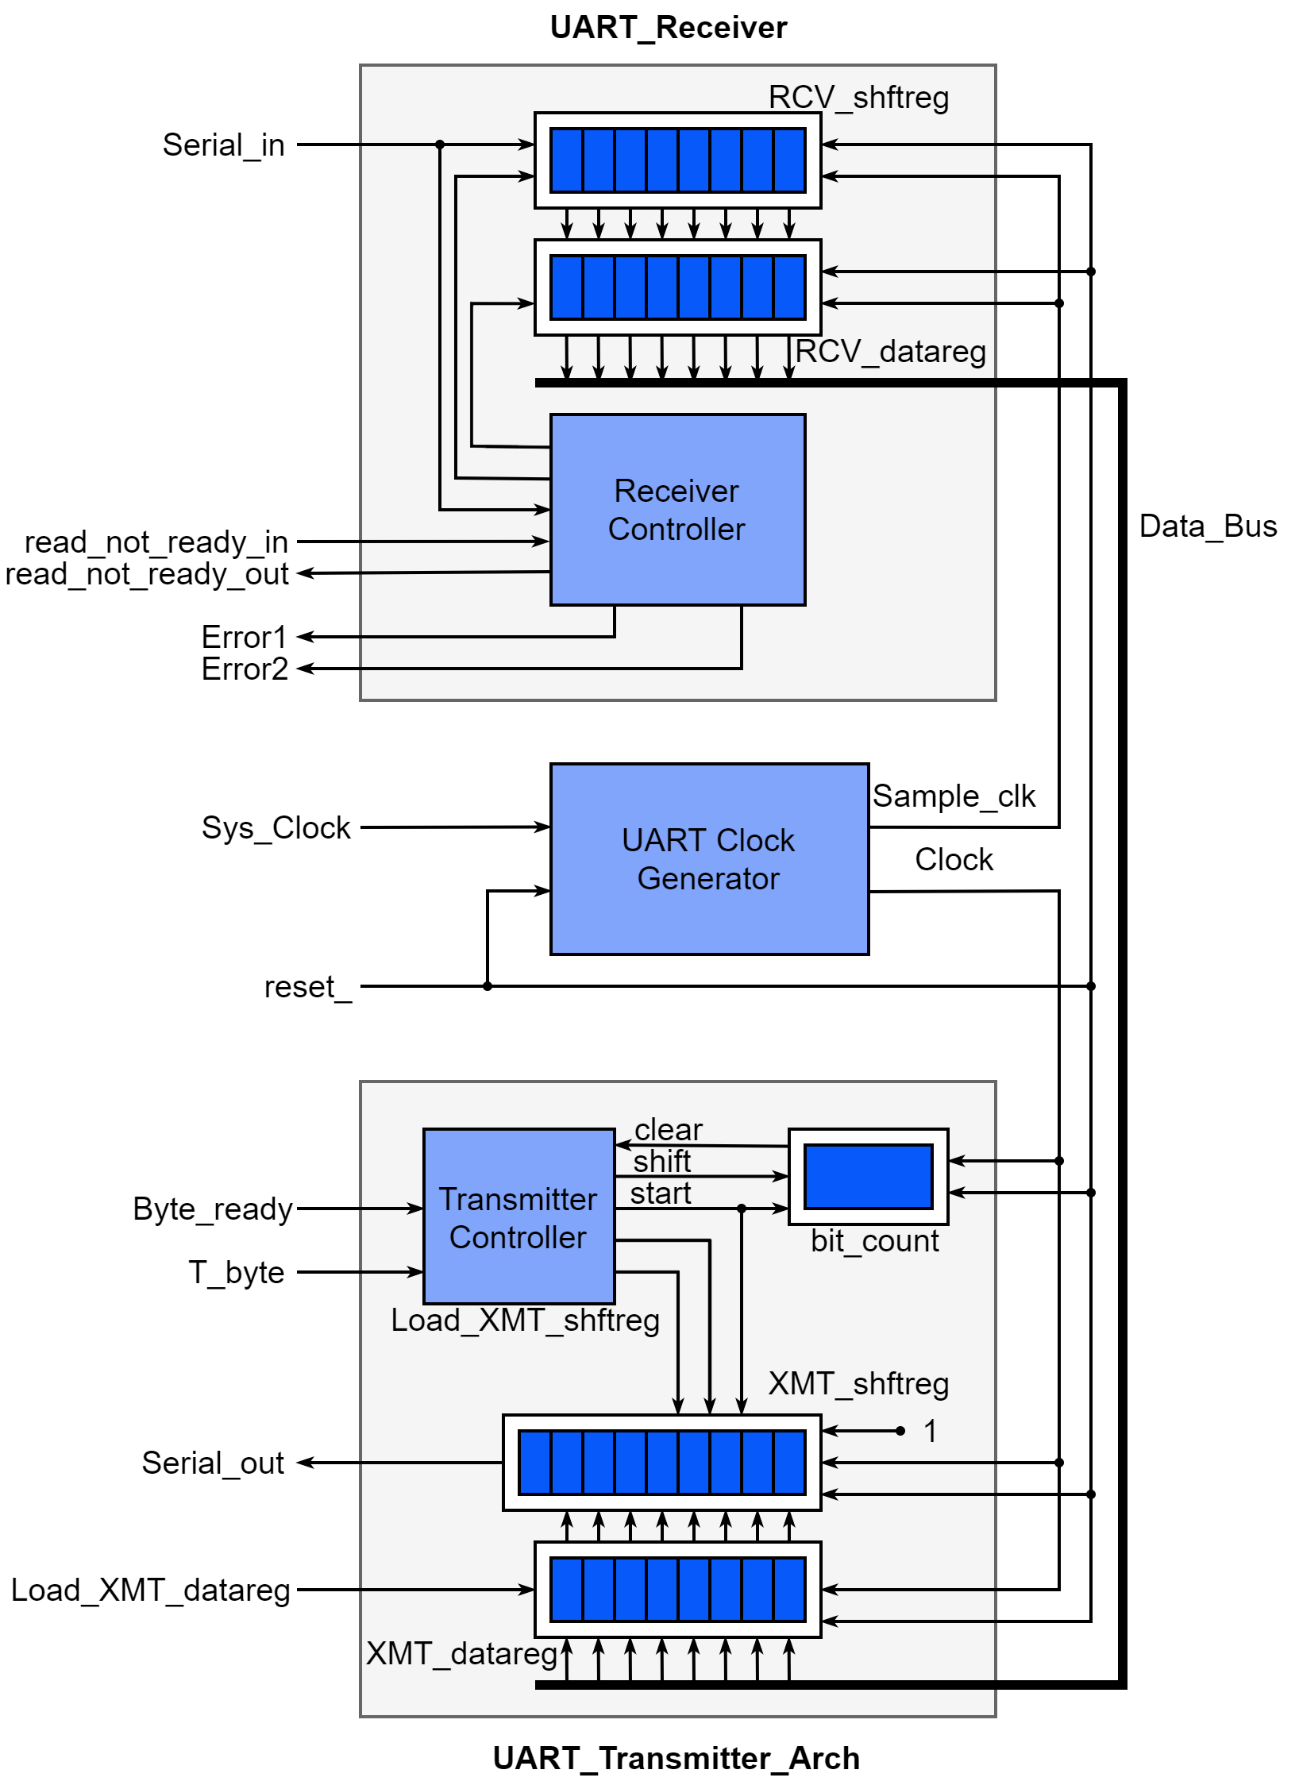 UART_Receiver
RCV_shftreg
Serial_in
RCV_datareg
Receiver
Controller
Data_Bus
read_not_ready_in
read_not_ready_out
Error1
Error2
Sample_clk
Sys_Clock
UART Clock
Generator
Clock
reset_
clear
shift
start
Transmitter
Controller
Byte_ready
bit_count
T_byte
Load_XMT_shftreg
XMT_shftreg
1
Serial_out
Load_XMT_datareg
XMT_datareg
UART_Transmitter_Arch